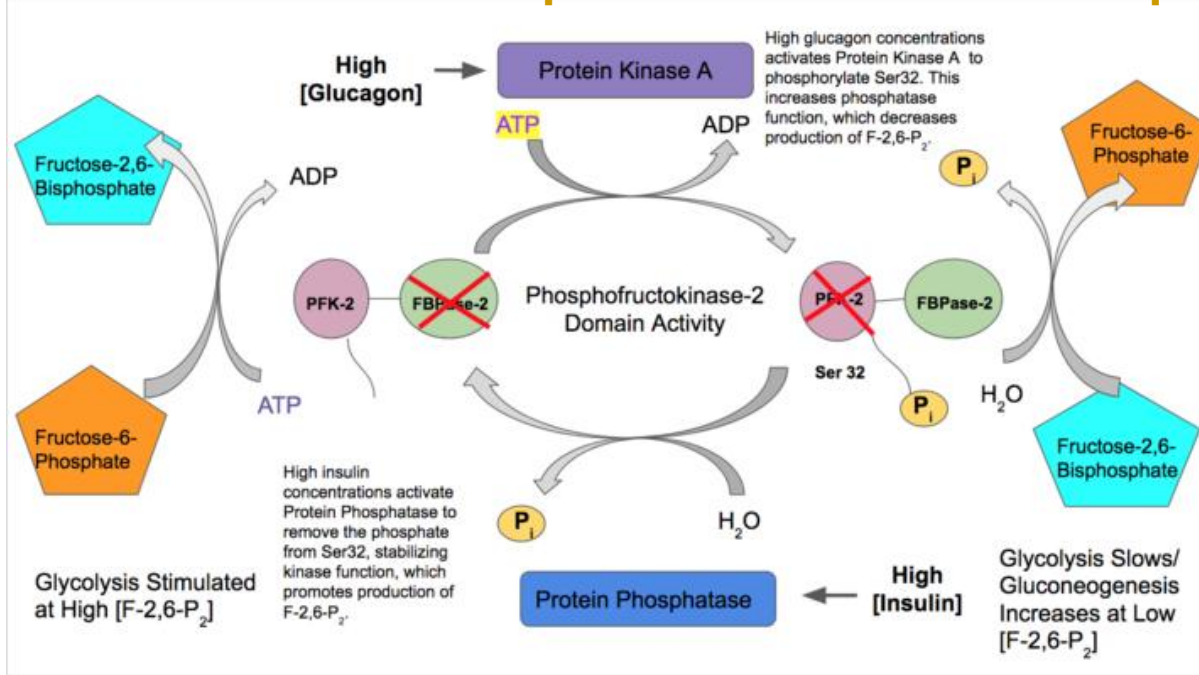 High
[Glucagon]
Protein Kinase A
High glucagon concentrations
activates Protein Kinase A to
phosphorylate Ser32. This
increases phosphatase
function, which decreases
production of F-2,6-P₂.
ATP
ADP
Fructose-2,6-
Bisphosphate
ADP
Pᵢ
Fructose-6-
Phosphate
PFK-2
FBPase-2
Phosphofructokinase-2
Domain Activity
PFK-2
FBPase-2
Ser 32
Pᵢ
H₂O
ATP
Fructose-6-
Phosphate
Fructose-2,6-
Bisphosphate
High insulin
concentrations activate
Protein Phosphatase to
remove the phosphate
from Ser32, stabilizing
kinase function, which
promotes production of
F-2,6-P₂.
Pᵢ
H₂O
Glycolysis Stimulated
at High [F-2,6-P₂]
Protein Phosphatase
High
[Insulin]
Glycolysis Slows/
Gluconeogenesis
Increases at Low
[F-2,6-P₂]